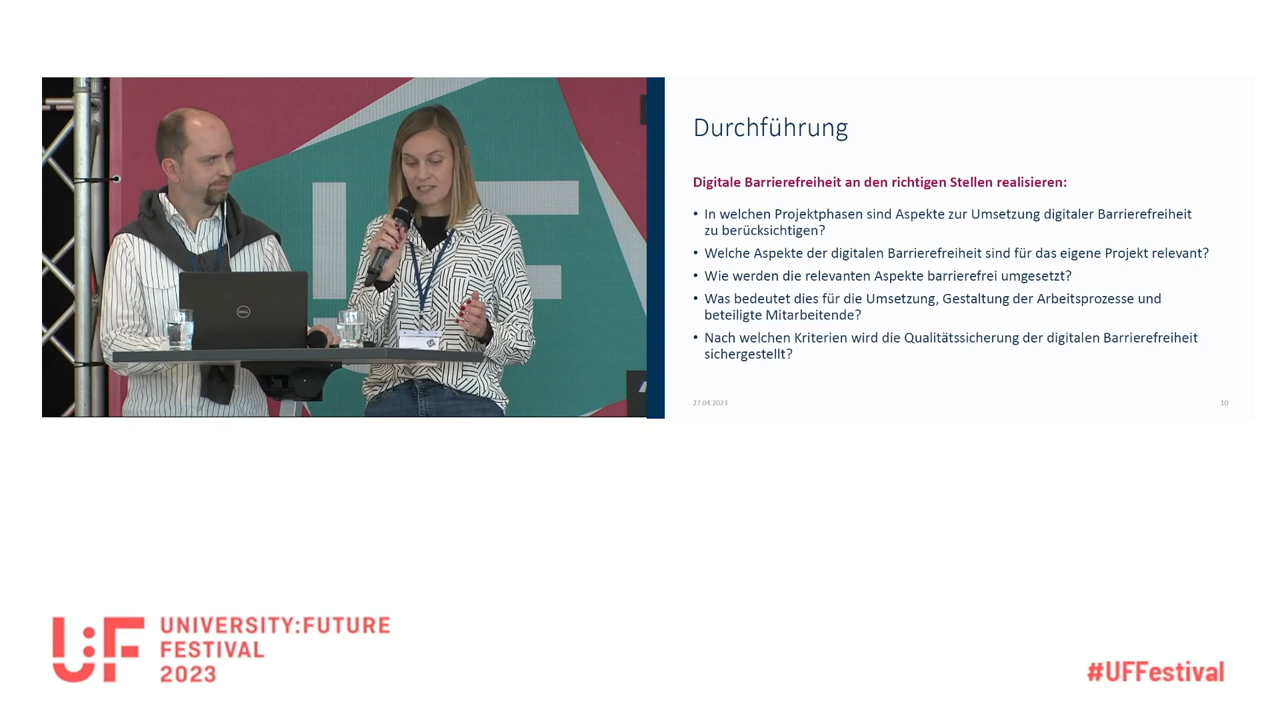 Durchführung
Digitale Barrierefreiheit an den richtigen Stellen realisieren:
• In welchen Projektphasen sind Aspekte zur Umsetzung digitaler Barrierefreiheit
zu berücksichtigen?
• Welche Aspekte der digitalen Barrierefreiheit sind für das eigene Projekt relevant?
• Wie werden die relevanten Aspekte barrierefrei umgesetzt?
• Was bedeutet dies für die Umsetzung, Gestaltung der Arbeitsprozesse und
beteiligte Mitarbeitende?
• Nach welchen Kriterien wird die Qualitätssicherung der digitalen Barrierefreiheit
sichergestellt?
27.04.2023
10
DELL
U:F
UNIVERSITY:FUTURE
FESTIVAL
2023
#UFFestival